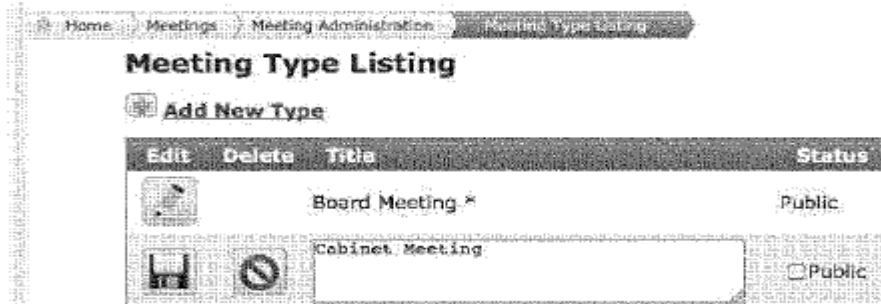 Home Meetings Meeting Administration Meeting Type Listing
Meeting Type Listing
Add New Type
Edit Delete Title Status
Board Meeting * Public
Cabinet Meeting
Public